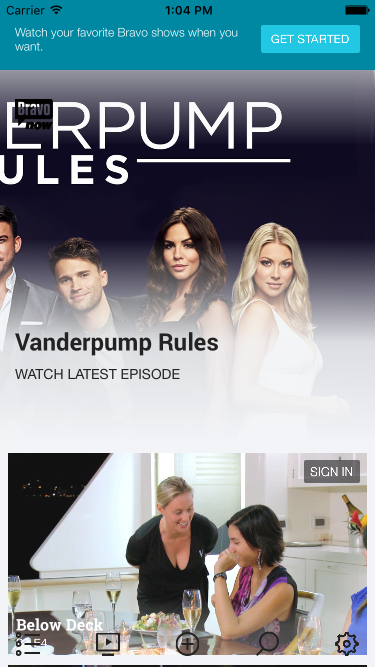 Carrier 1:04 PM
Watch your favorite Bravo shows when you
want.
GET STARTED
Bravo
now
ERPUMP
ULES
Vanderpump Rules
WATCH LATEST EPISODE
SIGN IN
Below Deck